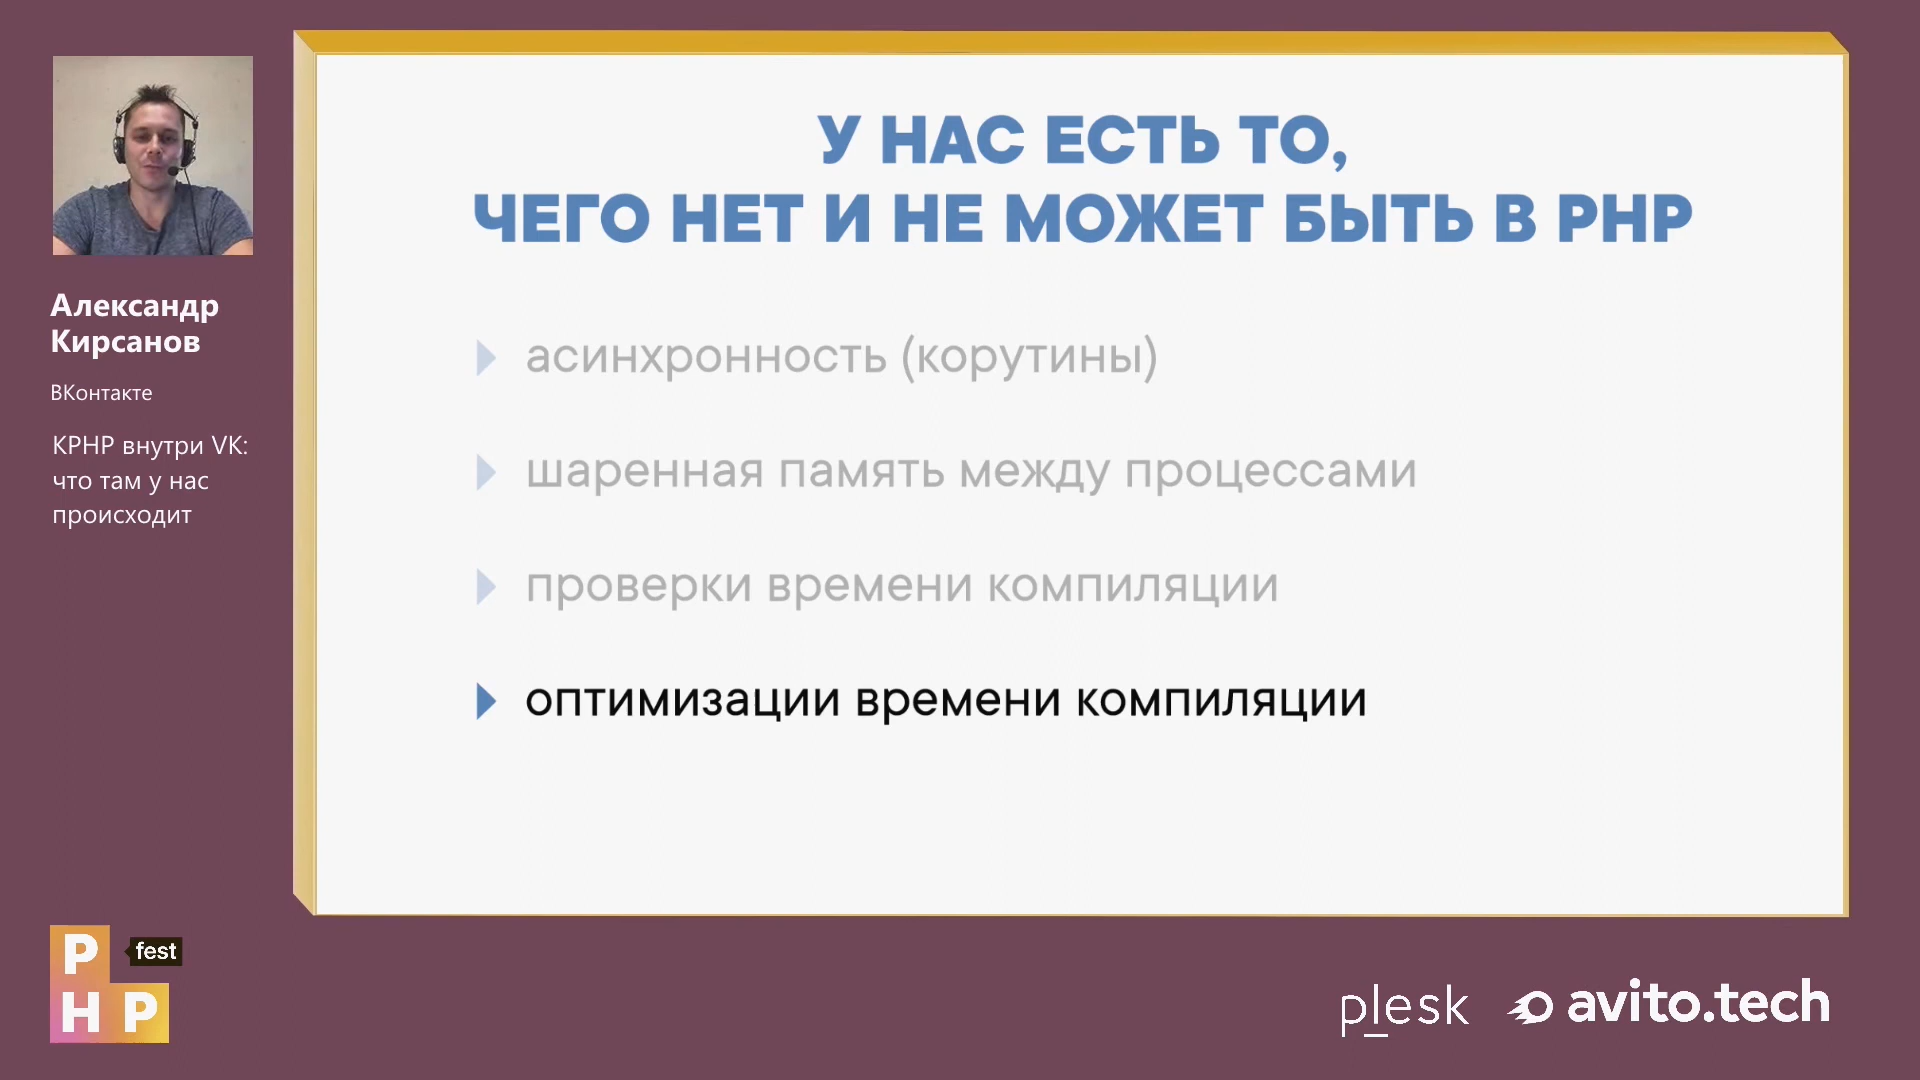 Александр
Кирсанов
ВКонтакте
KPHP внутри VK:
что там у нас
происходит
У НАС ЕСТЬ ТО,
ЧЕГО НЕТ И НЕ МОЖЕТ БЫТЬ В PHP
асинхронность (корутины)
шаренная память между процессами
проверки времени компиляции
оптимизации времени компиляции
P fest
H P
plesk avito.tech